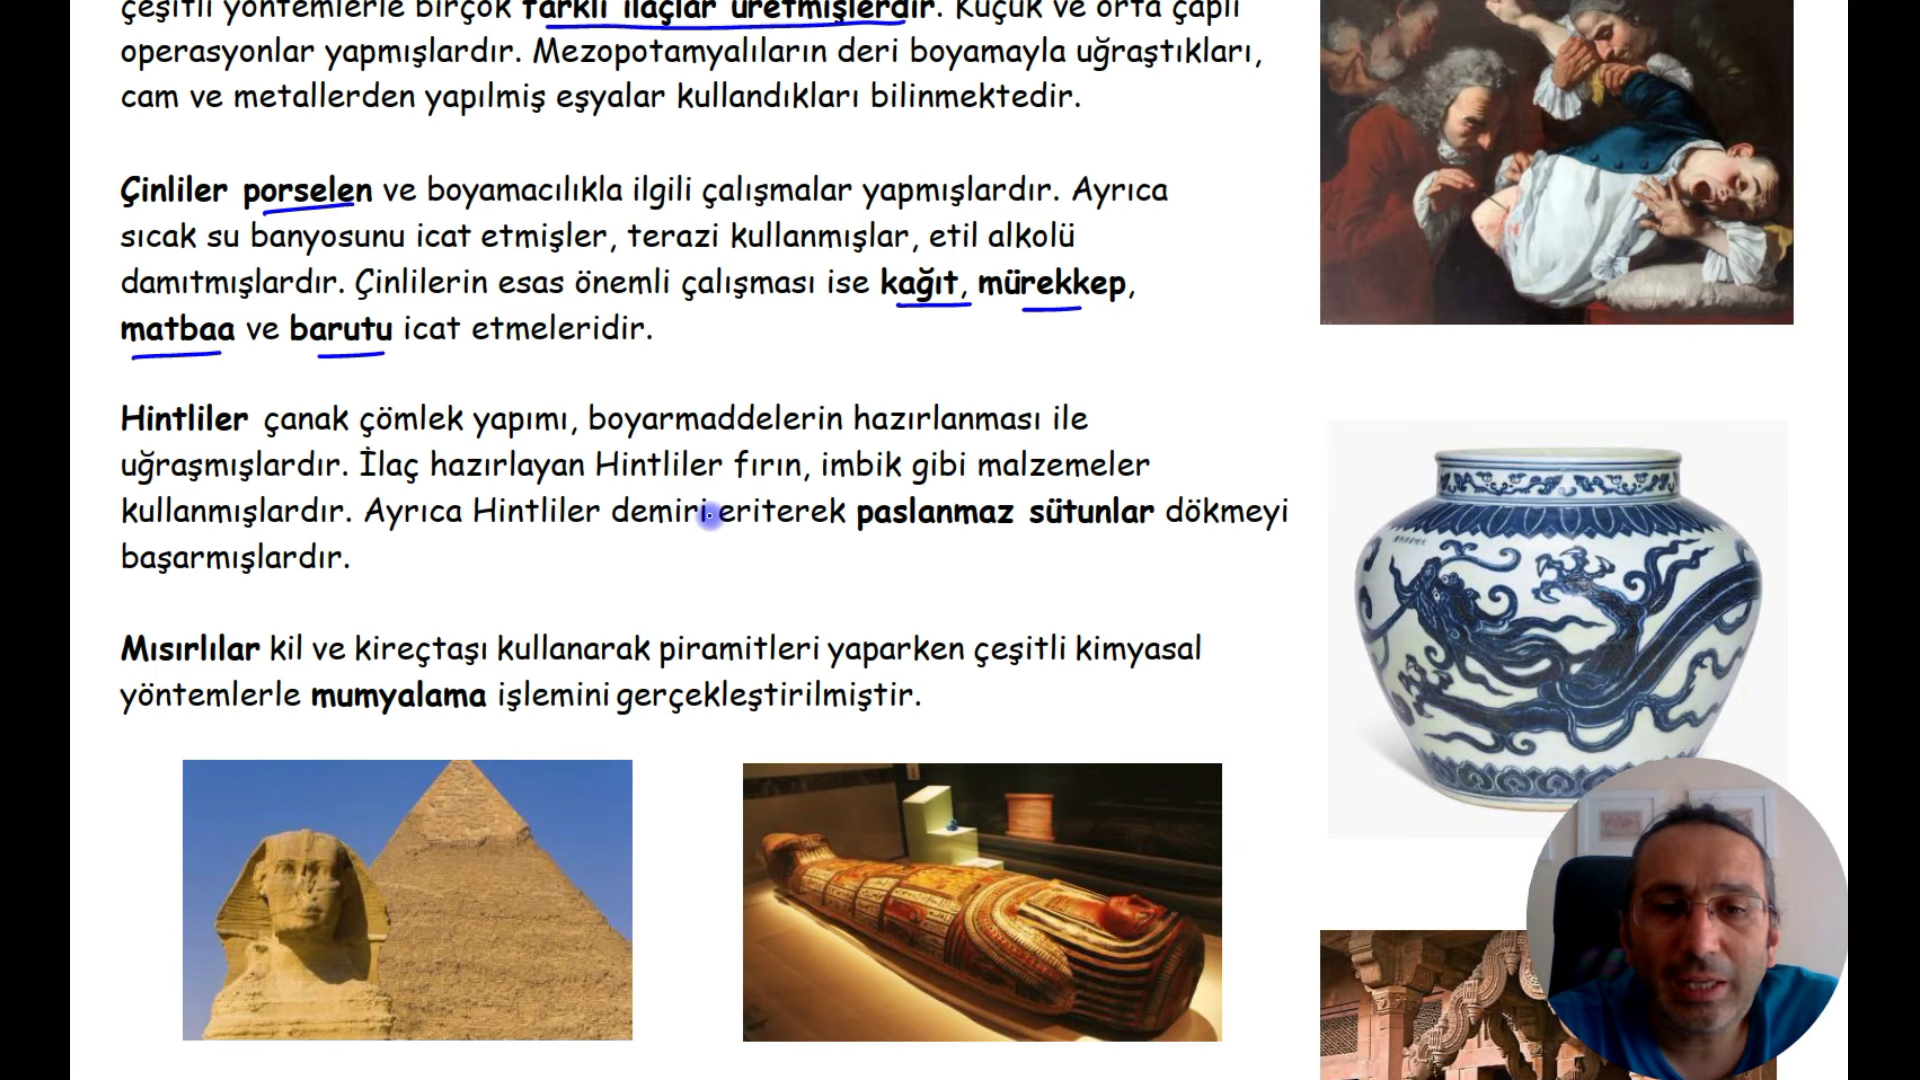 çeşitli yöntemlerle birçok farklı ilaçlar üretmişlerdir. Küçük ve orta çaplı
operasyonlar yapmışlardır. Mezopotamyalıların deri boyamayla uğraştıkları,
cam ve metallerden yapılmış eşyalar kullandıkları bilinmektedir.
Çinliler porselen ve boyamacılıkla ilgili çalışmalar yapmışlardır. Ayrıca
sıcak su banyosunu icat etmişler, terazi kullanmışlar, etil alkolü
damıtmışlardır. Çinlilerin esas önemli çalışması ise kağıt, mürekkep,
matbaa ve barutu icat etmeleridir.
Hintliler çanak çömlek yapımı, boyarmaddelerin hazırlanması ile
uğraşmışlardır. İlaç hazırlayan Hintliler fırın, imbik gibi malzemeler
kullanmışlardır. Ayrıca Hintliler demiri eriterek paslanmaz sütunlar dökmeyi
başarmışlardır.
Mısırlılar kil ve kireçtaşı kullanarak piramitleri yaparken çeşitli kimyasal
yöntemlerle mumyalama işlemini gerçekleştirilmiştir.